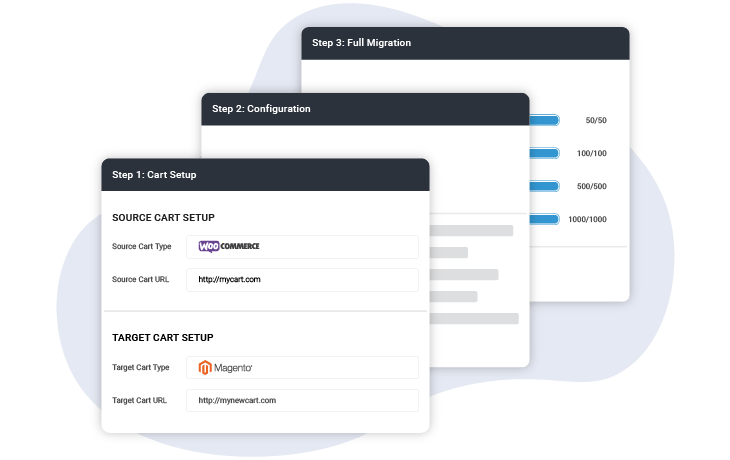 Step 3: Full Migration
50/50
100/100
500/500
1000/1000
Step 2: Configuration
Step 1: Cart Setup
SOURCE CART SETUP
Source Cart Type WOO COMMERCE
Source Cart URL http://mycart.com
TARGET CART SETUP
Target Cart Type Magento
Target Cart URL http://mynewcart.com